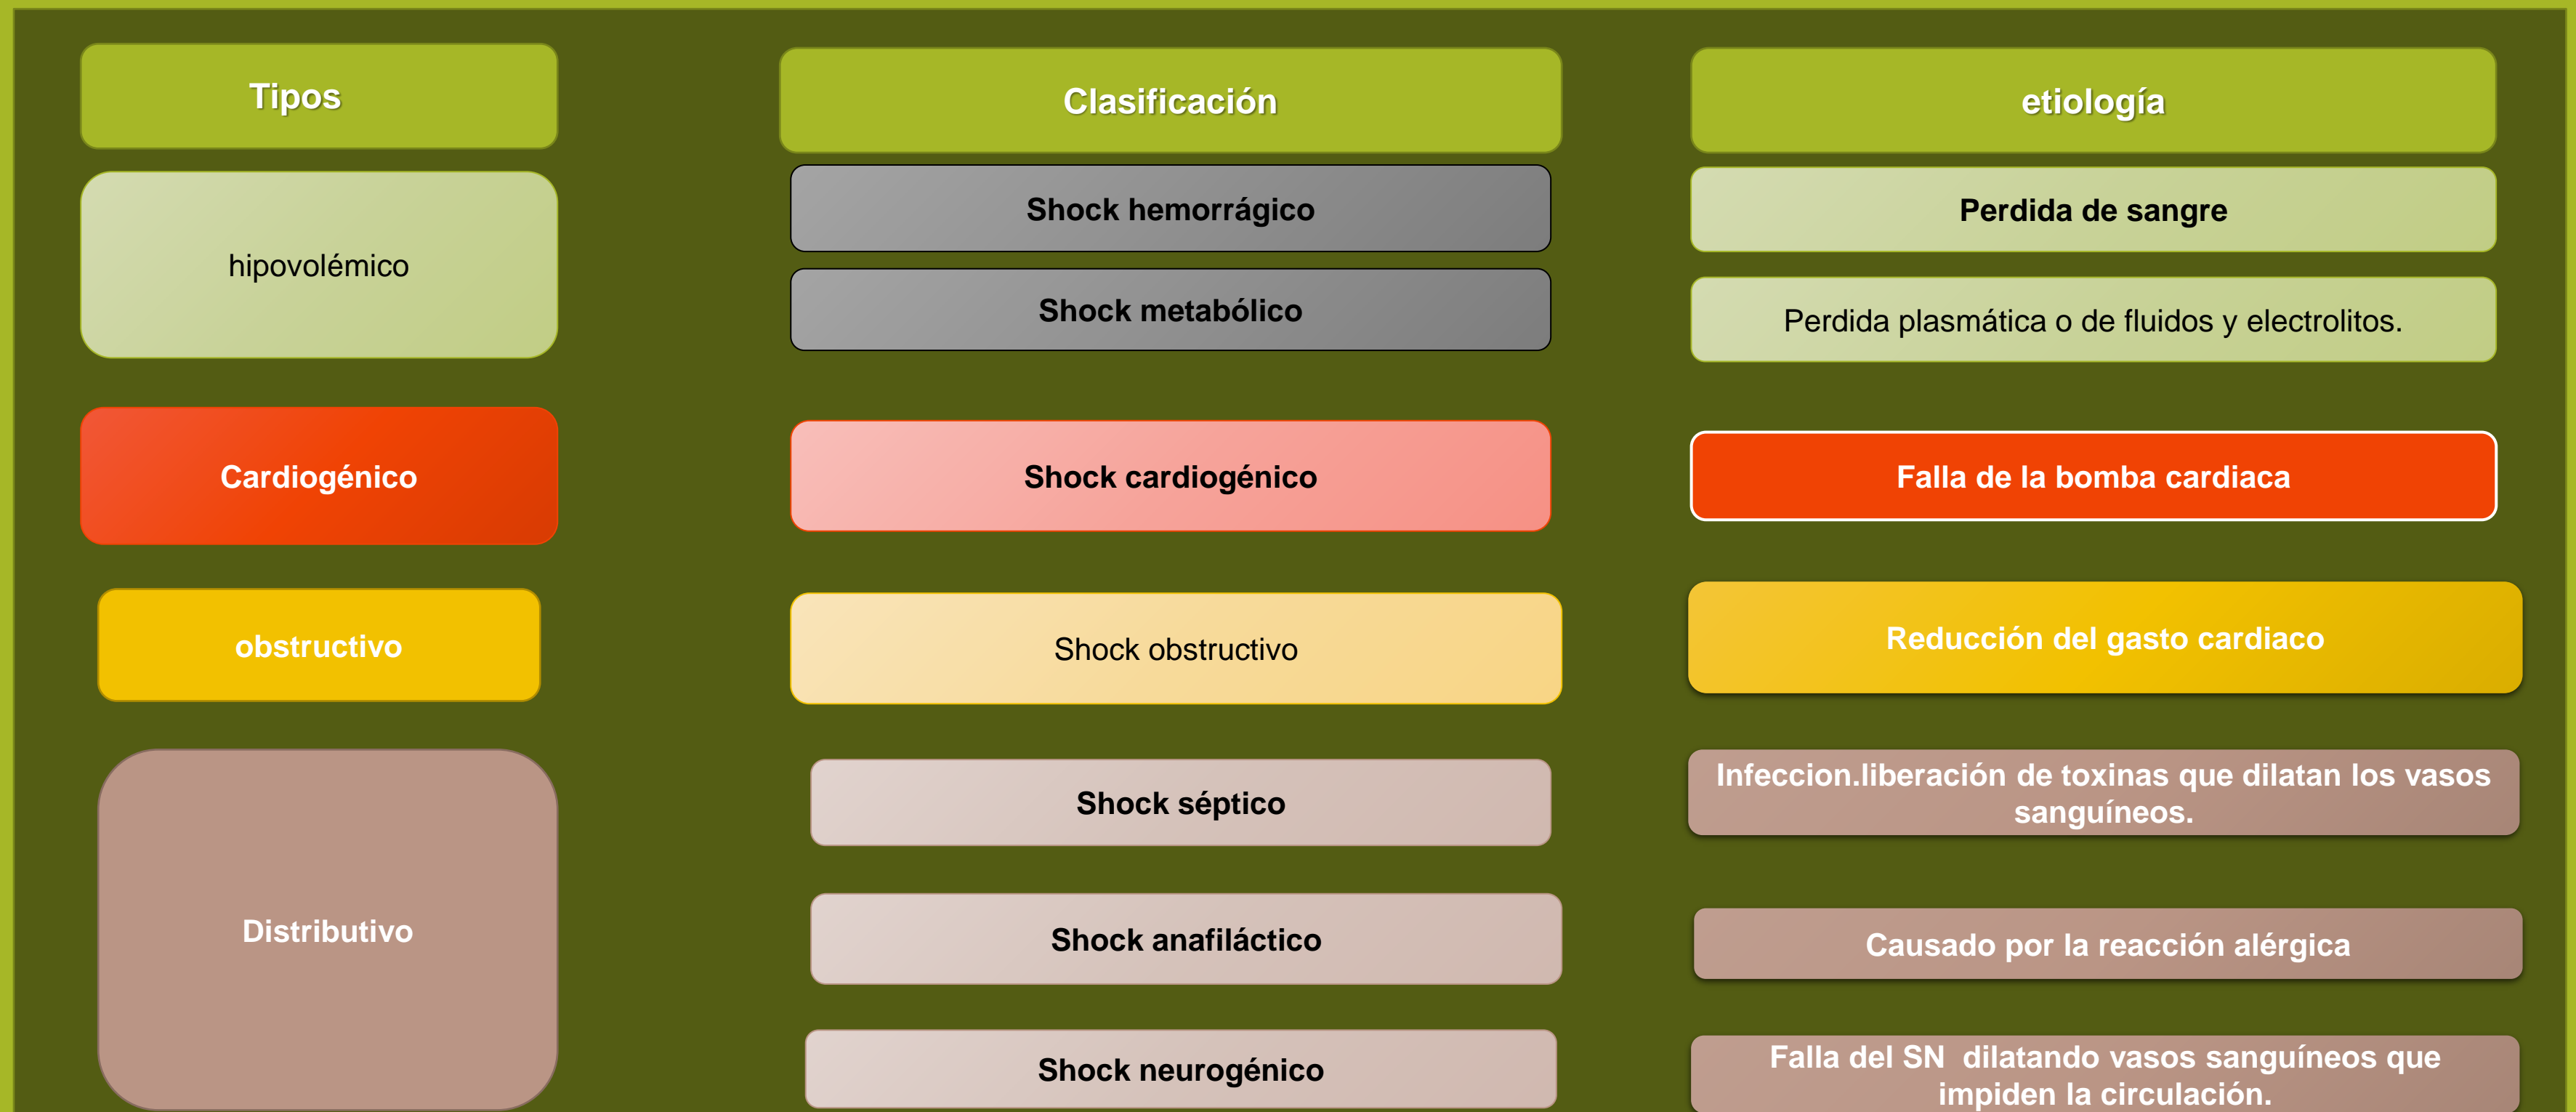 Tipos
Clasificación
etiología
hipovolémico
Shock hemorrágico
Perdida de sangre
Shock metabólico
Perdida plasmática o de fluidos y electrolitos.
Cardiogénico
Shock cardiogénico
Falla de la bomba cardiaca
obstructivo
Shock obstructivo
Reducción del gasto cardiaco
Distributivo
Shock séptico
Infeccion.liberación de toxinas que dilatan los vasos
sanguíneos.
Shock anafiláctico
Causado por la reacción alérgica
Shock neurogénico
Falla del SN  dilatando vasos sanguíneos que
impiden la circulación.